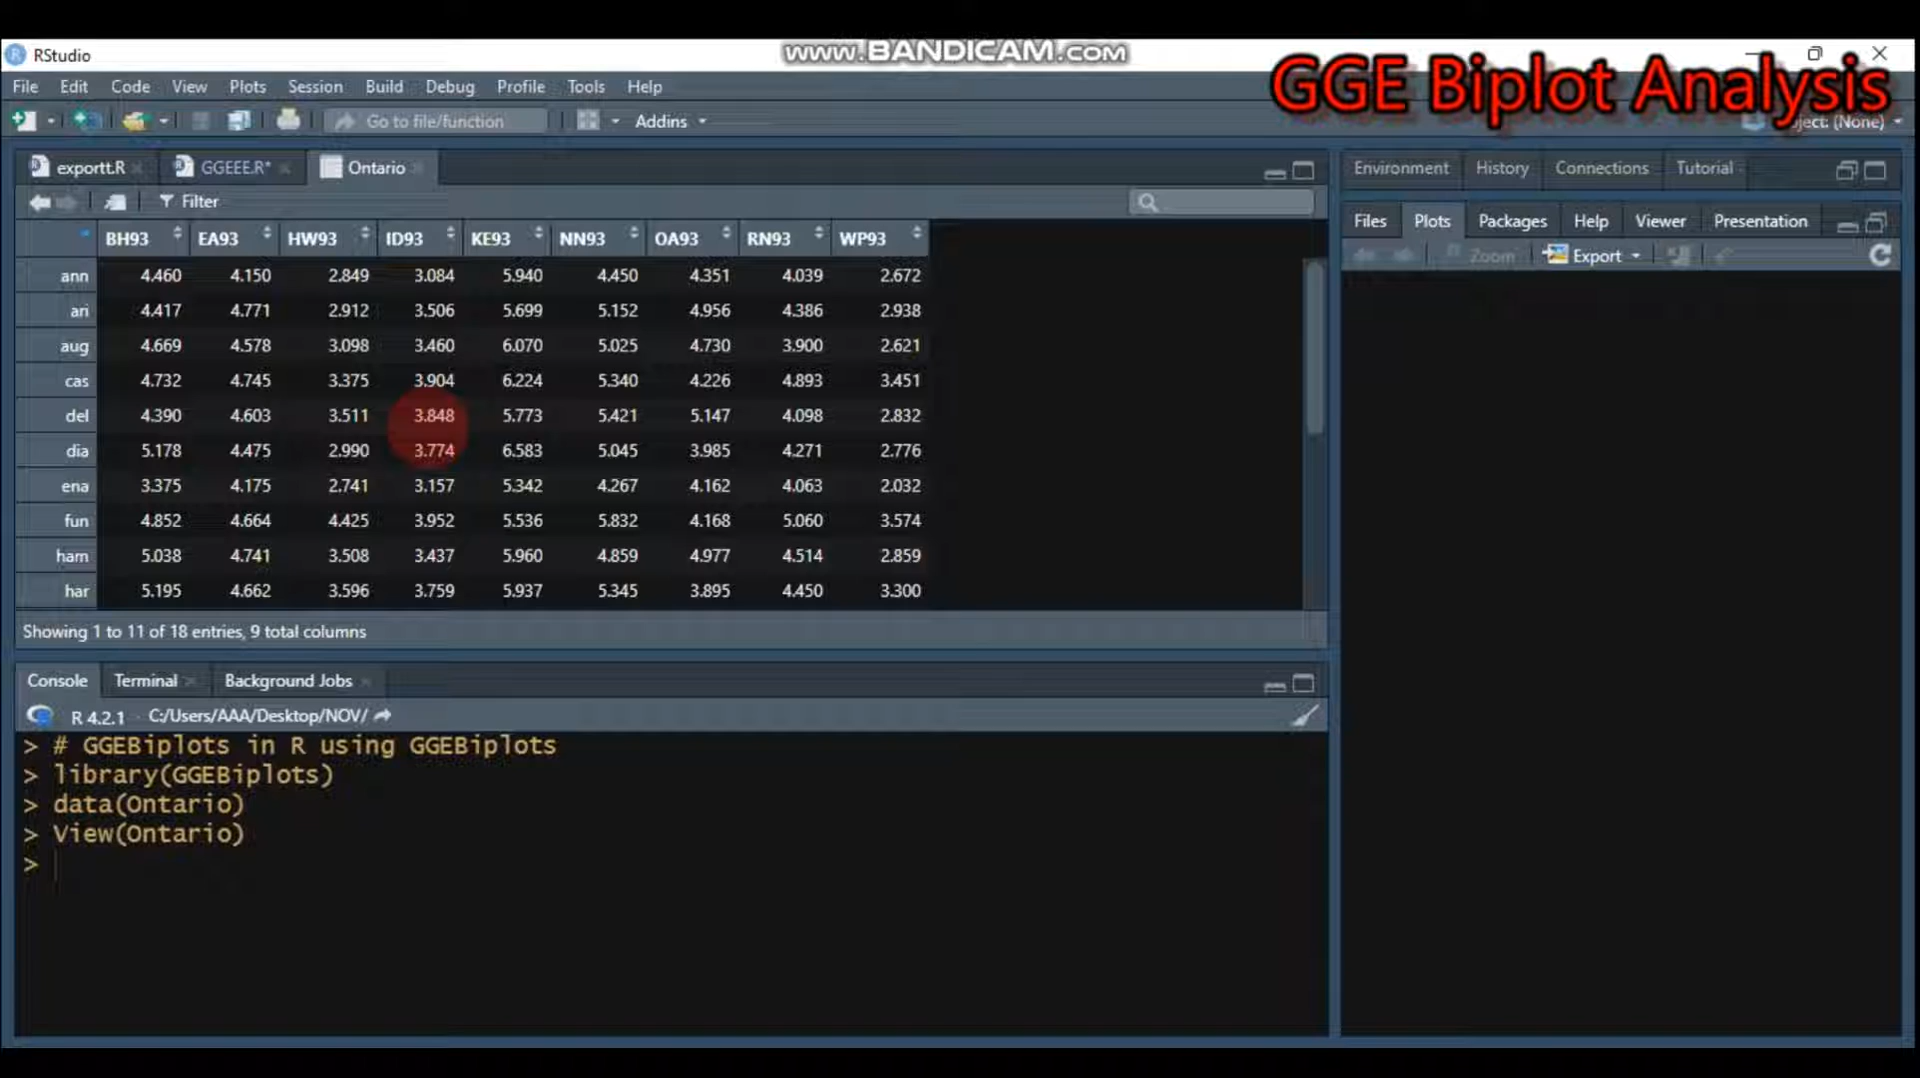 RStudio
www.BANDICAM.com
GGE Biplot Analysis
File Edit Code View Plots Session Build Debug Profile Tools Help
Go to file/function Addins
ject: (None)
exportt.R GGEEE.R* Ontario
Environment History Connections Tutorial
Filter
Files Plots Packages Help Viewer Presentation
Zoom Export
BH93 EA93 HW93 ID93 KE93 NN93 OA93 RN93 WP93
ann 4.460 4.150 2.849 3.084 5.940 4.450 4.351 4.039 2.672
ari 4.417 4.771 2.912 3.506 5.699 5.152 4.956 4.386 2.938
aug 4.669 4.578 3.098 3.460 6.070 5.025 4.730 3.900 2.621
cas 4.732 4.745 3.375 3.904 6.224 5.340 4.226 4.893 3.451
del 4.390 4.603 3.511 3.848 5.773 5.421 5.147 4.098 2.832
dia 5.178 4.475 2.990 3.774 6.583 5.045 3.985 4.271 2.776
ena 3.375 4.175 2.741 3.157 5.342 4.267 4.162 4.063 2.032
fun 4.852 4.664 4.425 3.952 5.536 5.832 4.168 5.060 3.574
ham 5.038 4.741 3.508 3.437 5.960 4.859 4.977 4.514 2.859
har 5.195 4.662 3.596 3.759 5.937 5.345 3.895 4.450 3.300
Showing 1 to 11 of 18 entries, 9 total columns
Console Terminal Background Jobs
R 4.2.1 · C:/Users/AAA/Desktop/NOV/
> # GGEBiplots in R using GGEBiplots
> library(GGEBiplots)
> data(Ontario)
> View(Ontario)
>